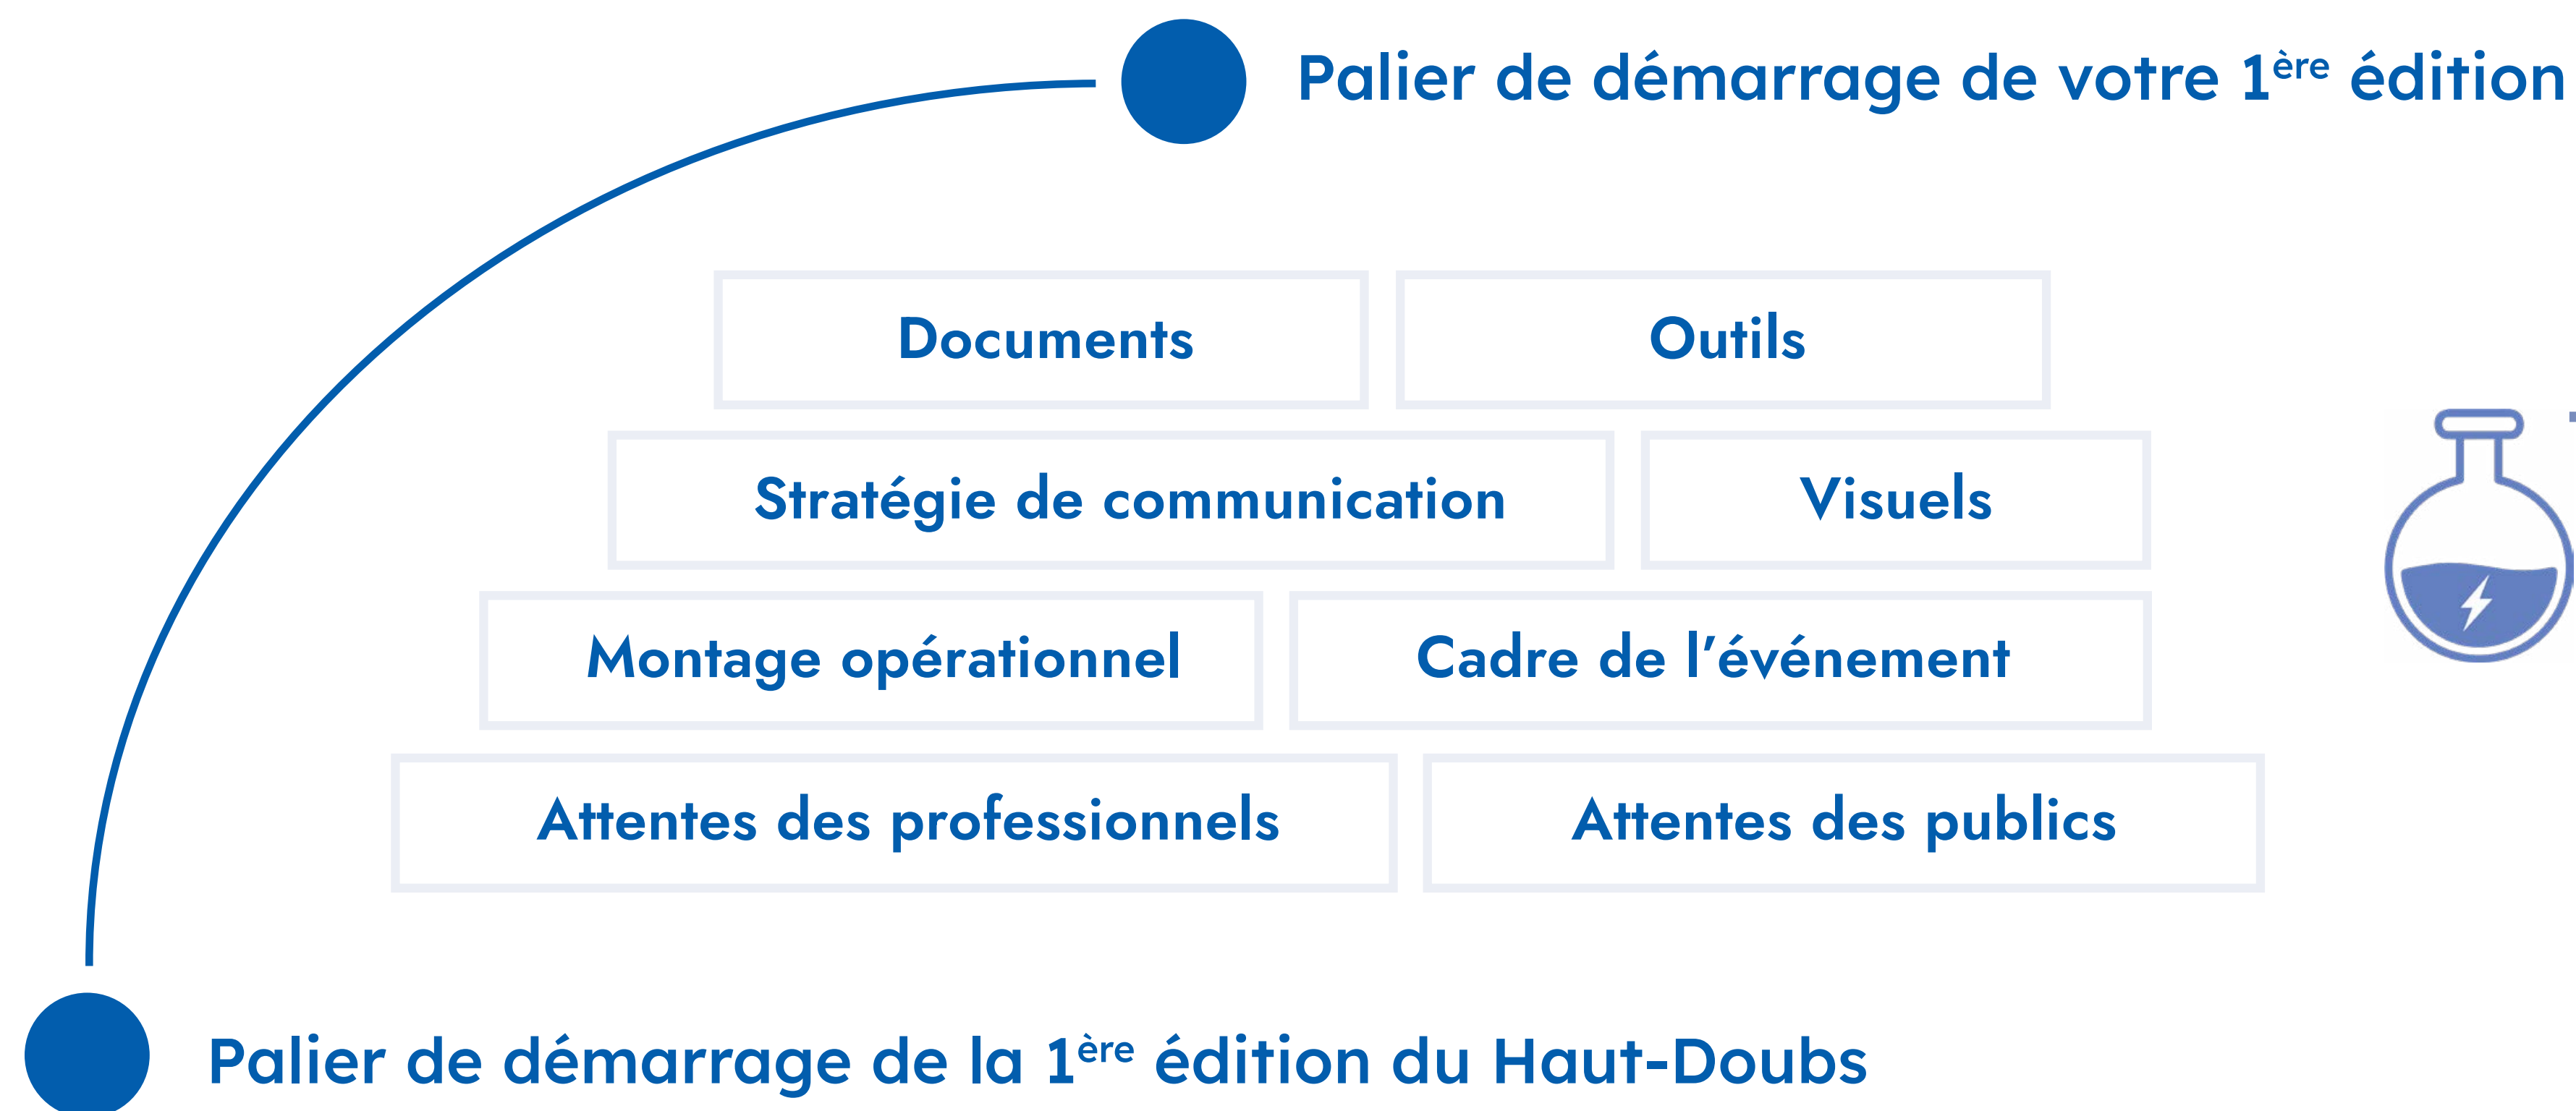 Palier de démarrage de votre 1ère édition
Documents
Outils
Stratégie de communication
Visuels
Montage opérationnel
Cadre de l’événement
Attentes des professionnels
Attentes des publics
Palier de démarrage de la 1ère édition du Haut-Doubs